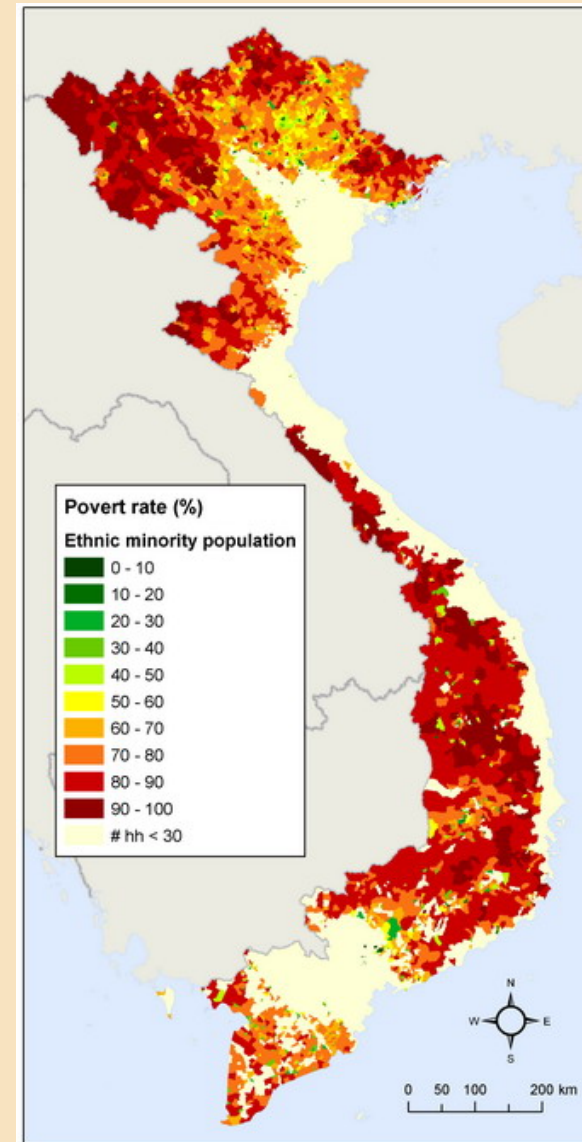 Povert rate (%)
Ethnic minority population
0 - 10
10 - 20
20 - 30
30 - 40
40 - 50
50 - 60
60 - 70
70 - 80
80 - 90
90 - 100
# hh < 30
N
W E
S
0 50 100 200 km